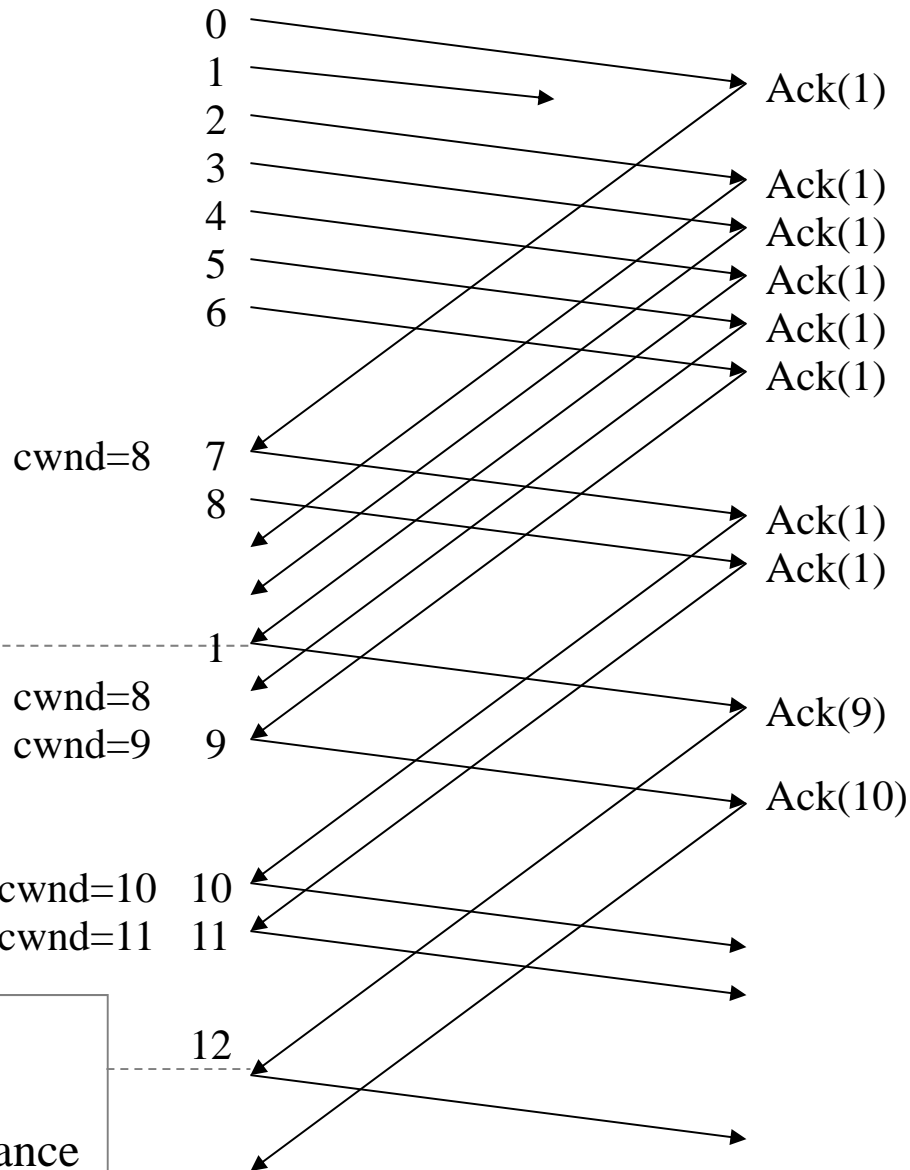 0
1 Ack(1)
2
3 Ack(1)
4 Ack(1)
5 Ack(1)
6 Ack(1)
Ack(1)
cwnd=8 7
8 Ack(1)
Ack(1)
1
cwnd=8 Ack(9)
cwnd=9 9
Ack(10)
cwnd=10 10
cwnd=11 11
12
ance